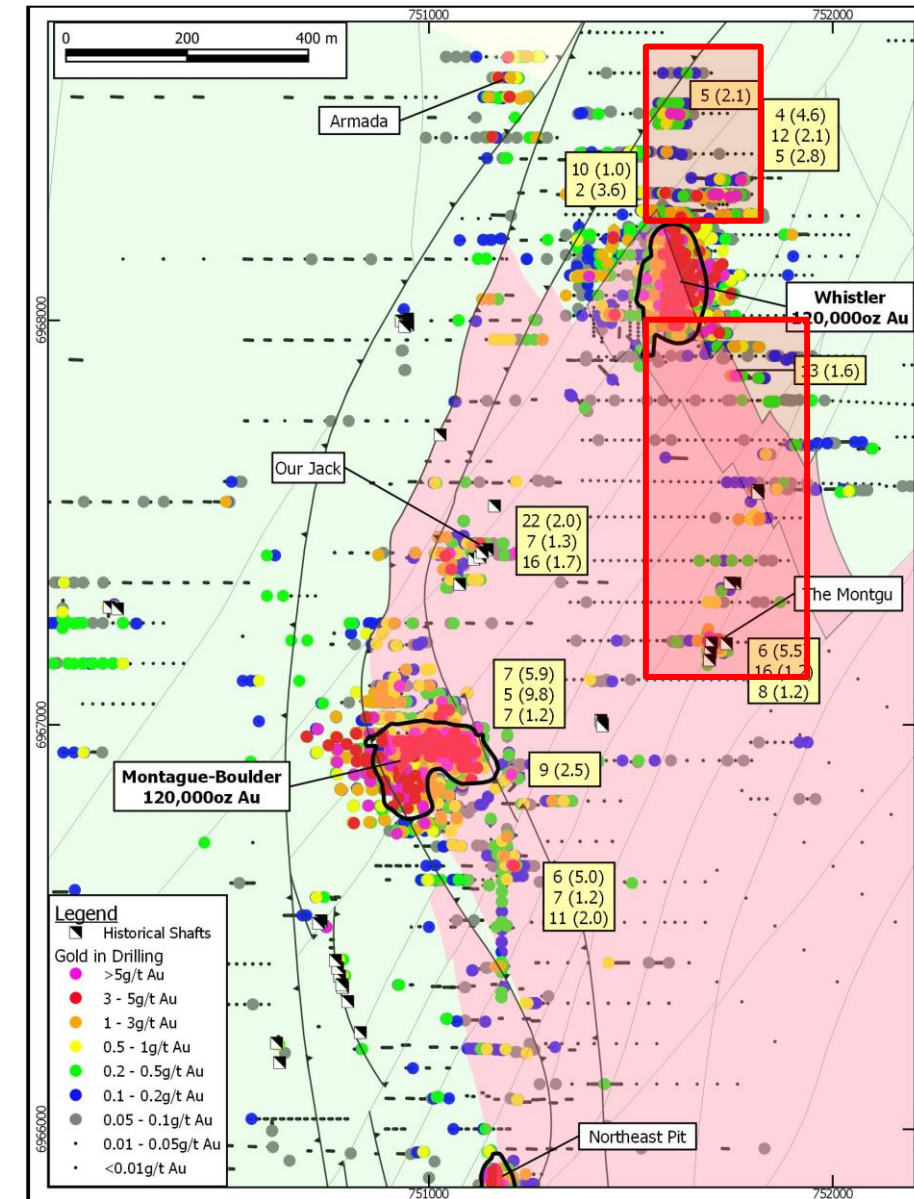 751000
752000
0 200 400 m
Armada
5 (2.1)
4 (4.6)
12 (2.1)
5 (2.8)
10 (1.0)
2 (3.6)
Whistler
120,000oz Au
6968000
13 (1.6)
Our Jack
22 (2.0)
7 (1.3)
16 (1.7)
The Montgu
6 (5.5
16 (1.2)
8 (1.2)
7 (5.9)
5 (9.8)
7 (1.2)
6967000
Montague-Boulder
120,000oz Au
9 (2.5)
6 (5.0)
7 (1.2)
11 (2.0)
Legend
Historical Shafts
Gold in Drilling
>5g/t Au
3 - 5g/t Au
1 - 3g/t Au
0.5 - 1g/t Au
0.2 - 0.5g/t Au
0.1 - 0.2g/t Au
0.05 - 0.1g/t Au
0.01 - 0.05g/t Au
<0.01g/t Au
6966000
Northeast Pit
751000
752000